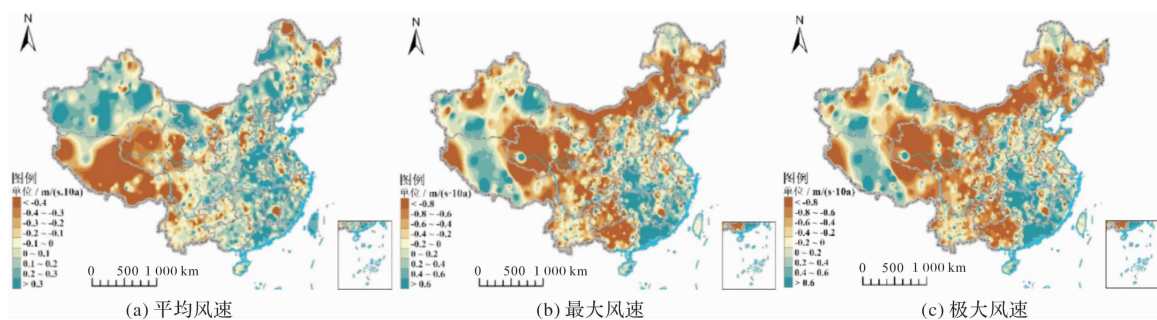 N
图例
单位 / m/(s.10a)
< -0.4
-0.4 ~ -0.3
-0.3 ~ -0.2
-0.2 ~ -0.1
-0.1 ~ 0
0 ~ 0.1
0.1 ~ 0.2
0.2 ~ 0.3
> 0.3
0 500 1 000 km
(a) 平均风速
N
图例
单位 / m/(s·10a)
< -0.8
-0.8 ~ -0.6
-0.6 ~ -0.4
-0.4 ~ -0.2
-0.2 ~ 0
0 ~ 0.2
0.2 ~ 0.4
0.4 ~ 0.6
> 0.6
0 500 1 000 km
(b) 最大风速
N
图例
单位 / m/(s·10a)
< -0.8
-0.8 ~ -0.6
-0.6 ~ -0.4
-0.4 ~ -0.2
-0.2 ~ 0
0 ~ 0.2
0.2 ~ 0.4
0.4 ~ 0.6
> 0.6
0 500 1 000 km
(c) 极大风速